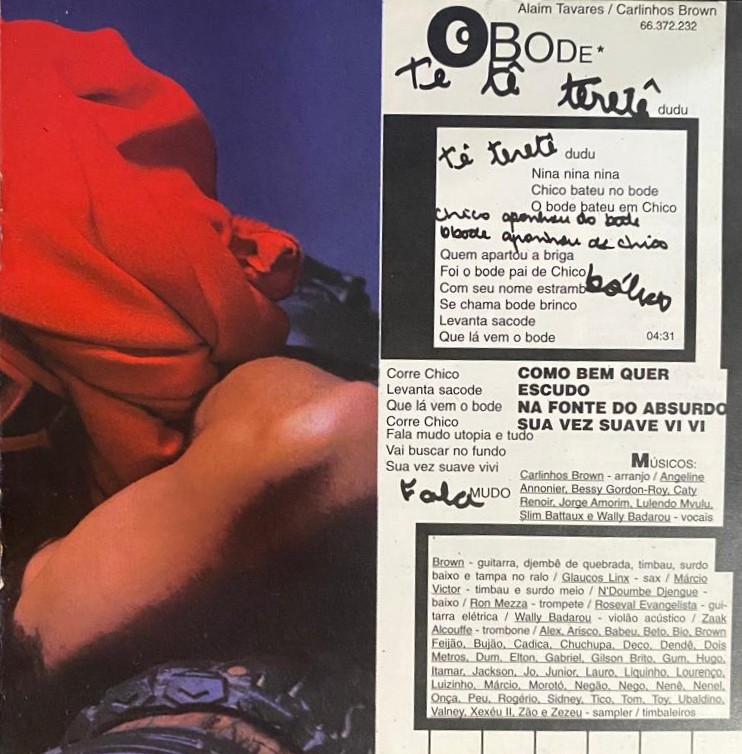 Alaim Tavares / Carlinhos Brown
66.372.232
O BODE*
Te tê teretê dudu
tê teretê dudu
Nina nina nina
Chico bateu no bode
O bode bateu em Chico
chico apanhou do bode
O bode apanhou de chico
Quem apartou a briga
Foi o bode pai de Chico
Com seu nome estrambólico
Se chama bode brinco
Levanta sacode
Que lá vem o bode
04:31
Corre Chico
Levanta sacode
Que lá vem o bode
Corre Chico
Fala mudo utopia e tudo
Vai buscar no fundo
Sua vez suave vivi
Fala MUDO
COMO BEM QUER
ESCUDO
NA FONTE DO ABSURDO
SUA VEZ SUAVE VI VI
MÚSICOS:
Carlinhos Brown - arranjo / Angeline
Annonier, Bessy Gordon-Roy, Caty
Renoir, Jorge Amorim, Lulendo Mvulu,
Slim Battaux e Wally Badarou - vocais
Brown - guitarra, djembê de quebrada, timbau, surdo
baixo e tampa no ralo / Glaucos Linx - sax / Márcio
Victor - timbau e surdo meio / N'Doumbe Djengue -
baixo / Ron Mezza - trompete / Roseval Evangelista - gui-
tarra elétrica / Wally Badarou - violão acústico / Zaak
Alcouffe - trombone / Alex, Arisco, Babeu, Beto, Bio, Brown
Feijão, Bujão, Cadica, Chuchupa, Deco, Dendê, Dois
Metros, Dum, Elton, Gabriel, Gilson Brito, Gum, Hugo,
Itamar, Jackson, Jo, Junior, Lauro, Liquinho, Lourenço,
Luizinho, Márcio, Morotó, Negão, Nego, Nenê, Nenel,
Onça, Peu, Rogério, Sidney, Tico, Tom, Toy, Ubaldino,
Valney, Xexéu II, Zão e Zezeu - sampler / timbaleiros